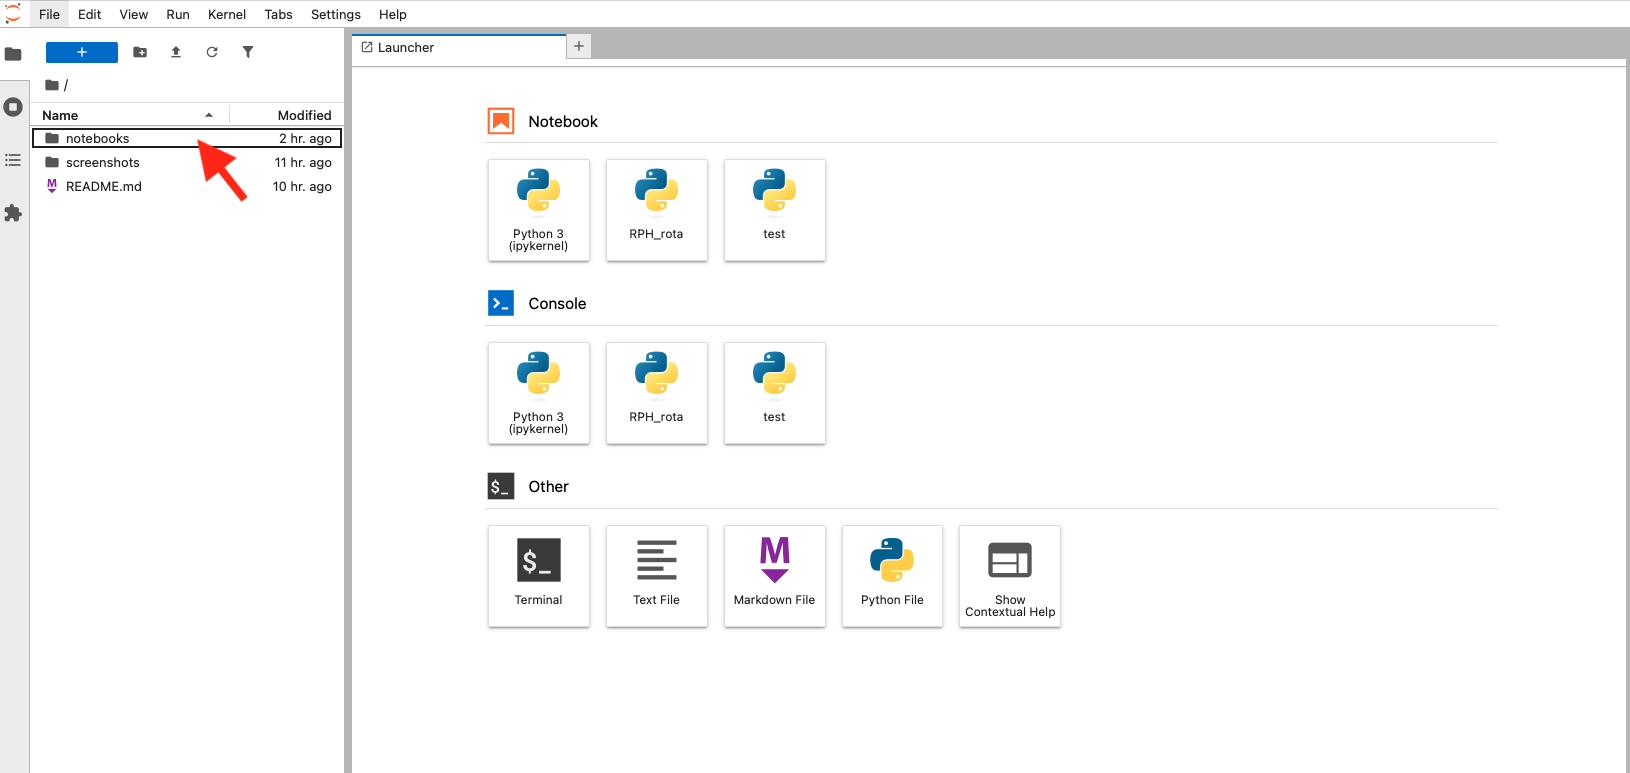 File Edit View Run Kernel Tabs Settings Help
+
/
Name Modified
notebooks 2 hr. ago
screenshots 11 hr. ago
M README.md 10 hr. ago
Launcher +
Notebook
Python 3
(ipykernel)
RPH_rota
test
>_ Console
Python 3
(ipykernel)
RPH_rota
test
$_ Other
$_
Terminal
Text File
M
Markdown File
Python File
Show
Contextual Help